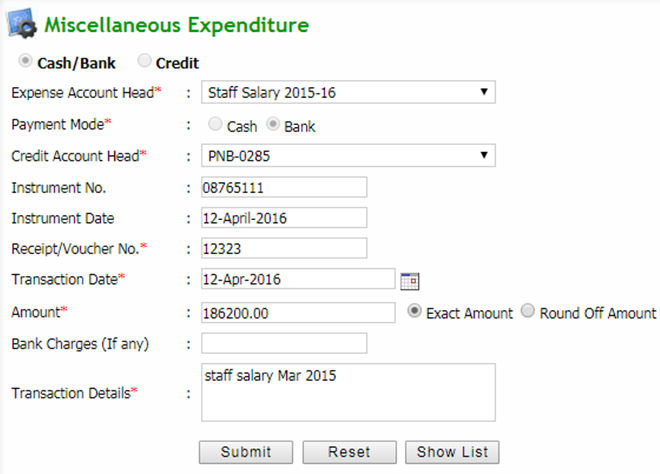 Miscellaneous Expenditure
Cash/Bank Credit
Expense Account Head* : Staff Salary 2015-16
Payment Mode* : Cash Bank
Credit Account Head* : PNB-0285
Instrument No. : 08765111
Instrument Date : 12-April-2016
Receipt/Voucher No.* : 12323
Transaction Date* : 12-Apr-2016
Amount* : 186200.00 Exact Amount Round Off Amount
Bank Charges (If any) :
Transaction Details* : staff salary Mar 2015
Submit Reset Show List